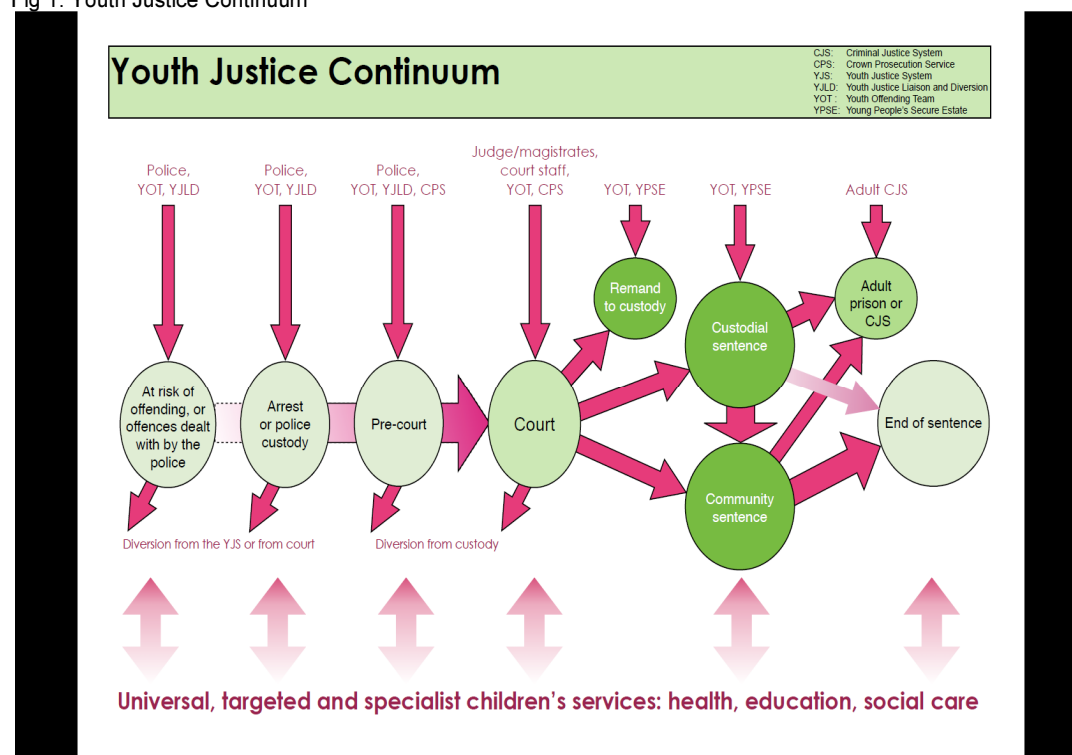 Fig 1: Youth Justice Continuum
Youth Justice Continuum
CJS: Criminal Justice System
CPS: Crown Prosecution Service
YJS: Youth Justice System
YJLD: Youth Justice Liaison and Diversion
YOT : Youth Offending Team
YPSE: Young People's Secure Estate
Police,
YOT, YJLD
Police,
YOT, YJLD
Police,
YOT, YJLD, CPS
Judge/magistrates,
court staff,
YOT, CPS
YOT, YPSE
YOT, YPSE
Adult CJS
At risk of
offending, or
offences dealt
with by the
police
Arrest
or police
custody
Pre-court
Court
Remand
to custody
Custodial
sentence
Community
sentence
Adult
prison or
CJS
End of sentence
Diversion from the YJS or from court
Diversion from custody
Universal, targeted and specialist children's services: health, education, social care